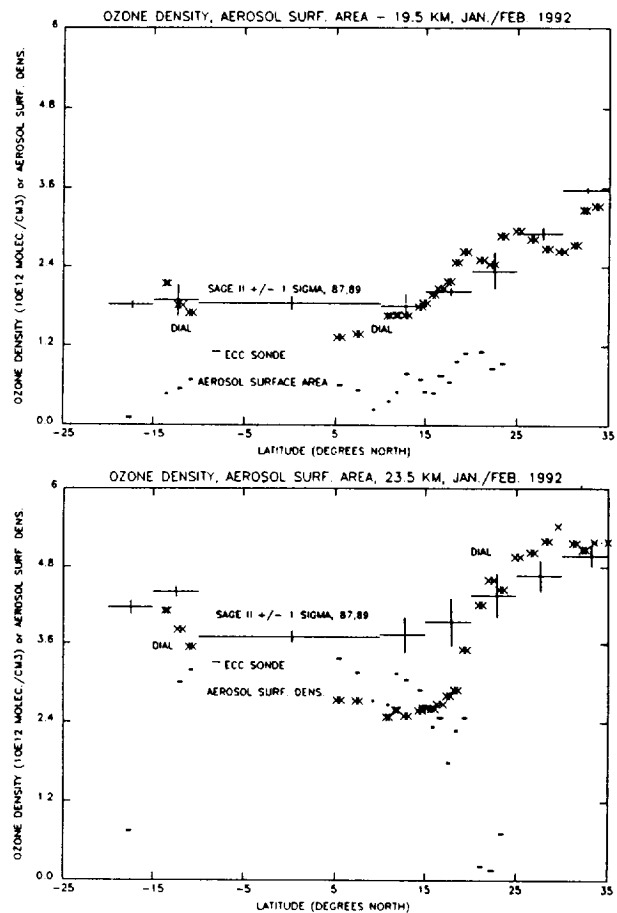 OZONE DENSITY, AEROSOL SURF. AREA - 19.5 KM, JAN./FEB. 1992
OZONE DENSITY (10E12 MOLEC./CM3) or AEROSOL SURF. DENS.
6
4.8
3.6
2.4
1.2
0.0
SAGE II +/- 1 SIGMA, 87,89
DIAL
DIAL
ECC SONDE
AEROSOL SURFACE AREA
-25
-15
-5
5
15
25
35
LATITUDE (DEGREES NORTH)
OZONE DENSITY, AEROSOL SURF. AREA, 23.5 KM, JAN./FEB. 1992
OZONE DENSITY (10E12 MOLEC./CM3) or AEROSOL SURF DENS.
6
4.8
3.6
2.4
1.2
0.0
DIAL
SAGE II +/- 1 SIGMA, 87,89
DIAL
ECC SONDE
AEROSOL SURF. DENS.
-25
-15
-5
5
15
25
35
LATITUDE (DEGREES NORTH)